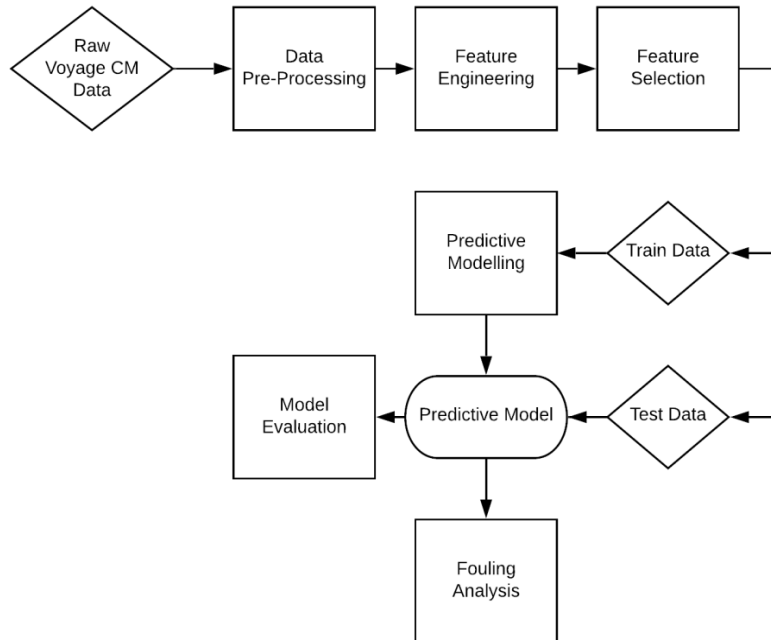 Raw
Voyage CM
Data
Data
Pre-Processing
Feature
Engineering
Feature
Selection
Predictive
Modelling
Train Data
Model
Evaluation
Predictive Model
Test Data
Fouling
Analysis